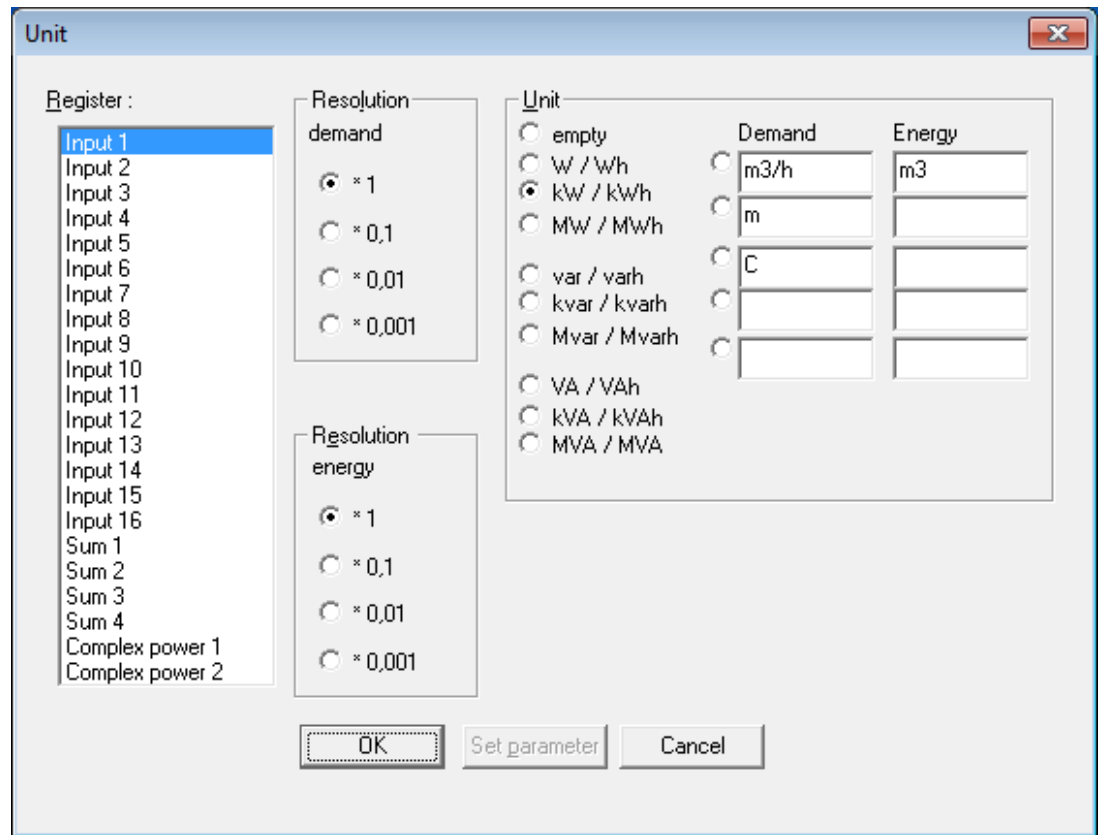 Unit
Register :
Input 1
Input 2
Input 3
Input 4
Input 5
Input 6
Input 7
Input 8
Input 9
Input 10
Input 11
Input 12
Input 13
Input 14
Input 15
Input 16
Sum 1
Sum 2
Sum 3
Sum 4
Complex power 1
Complex power 2
Resolution
demand
* 1
* 0,1
* 0,01
* 0,001
Resolution
energy
* 1
* 0,1
* 0,01
* 0,001
Unit
empty
W / Wh
kW / kWh
MW / MWh
var / varh
kvar / kvarh
Mvar / Mvarh
VA / VAh
kVA / kVAh
MVA / MVA
Demand Energy
m3/h m3
m
C
OK Set parameter Cancel